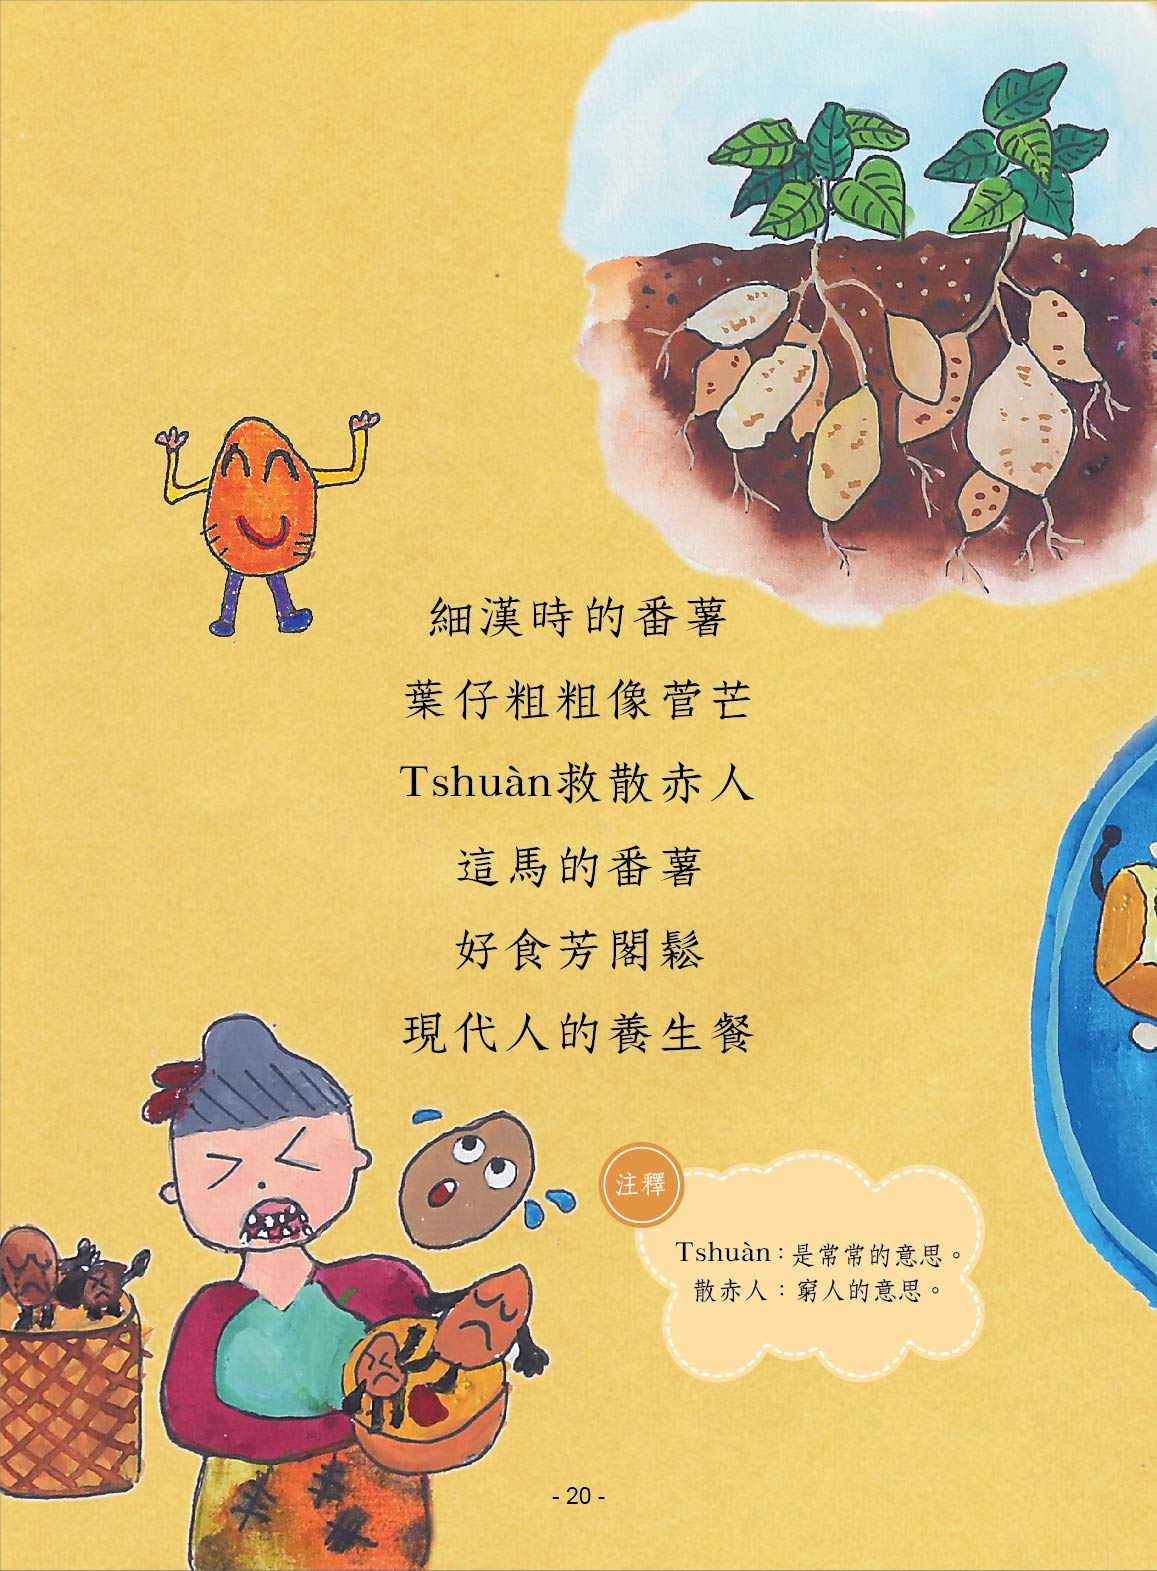 細漢時的番薯
葉仔粗粗像菅芒
Tshuàn救散赤人
這馬的番薯
好食芳閣鬆
現代人的養生餐
注釋
Tshuàn：是常常的意思。
散赤人：窮人的意思。
- 20 -